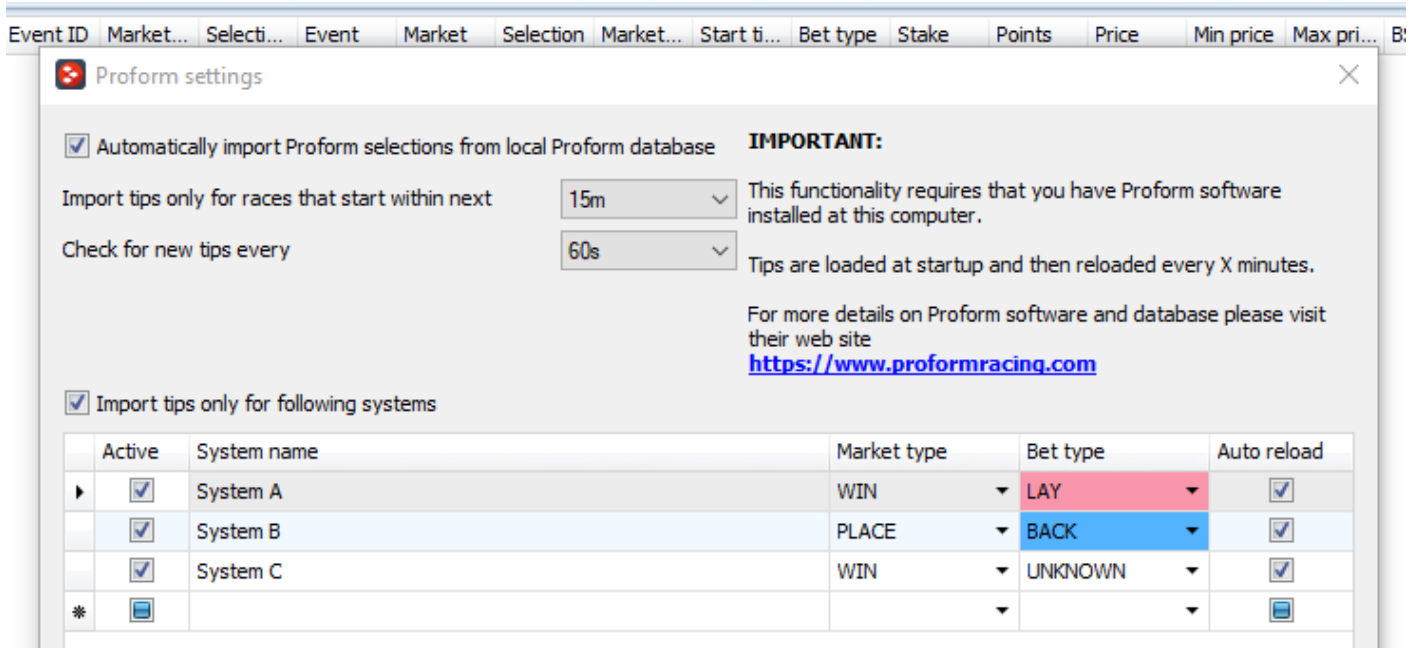 Event ID Market... Selecti... Event Market Selection Market... Start ti... Bet type Stake Points Price Min price Max pri...
Proform settings
Automatically import Proform selections from local Proform database
Import tips only for races that start within next 15m
Check for new tips every 60s
IMPORTANT:
This functionality requires that you have Proform software
installed at this computer.
Tips are loaded at startup and then reloaded every X minutes.
For more details on Proform software and database please visit
their web site
https://www.proformracing.com
Import tips only for following systems
Active System name Market type Bet type Auto reload
System A WIN LAY
System B PLACE BACK
System C WIN UNKNOWN